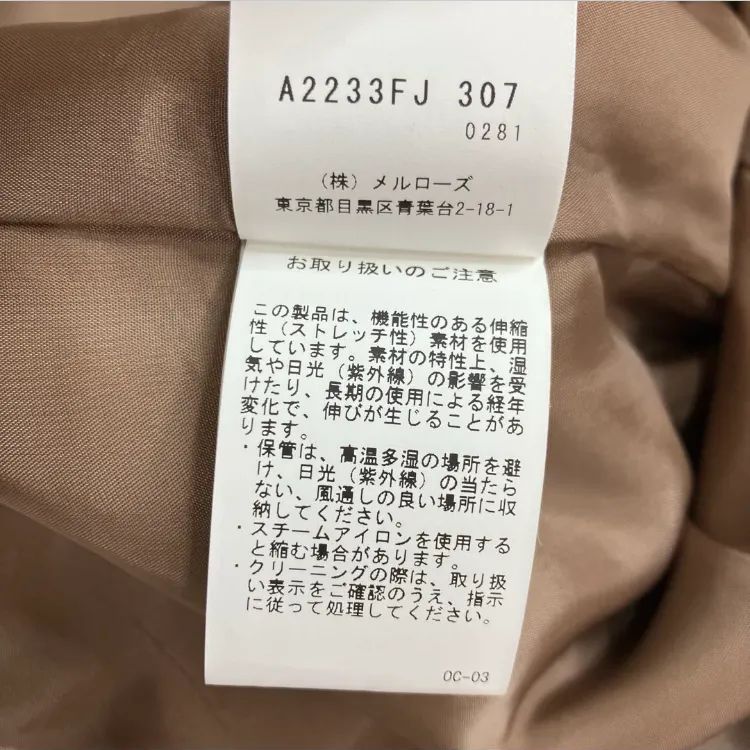 A2233FJ 307
0281
(株) メルローズ
東京都目黒区青葉台2-18-1
お取り扱いのご注意
この製品は、機能性のある伸縮
性(ストレッチ性)素材を使用
しています。素材の特性上、湿
気や日光(紫外線)の影響を受
けたり、長期の使用による経年
変化で、伸びが生じることがあ
ります。
・保管は、高温多湿の場所を避
け、日光(紫外線)の当たら
ない、風通しの良い場所に収
納してください。
・スチームアイロンを使用する
と縮む場合があります。
・クリーニングの際は、取り扱
い表示をご確認のうえ、指示
に従って処理してください。
OC-03